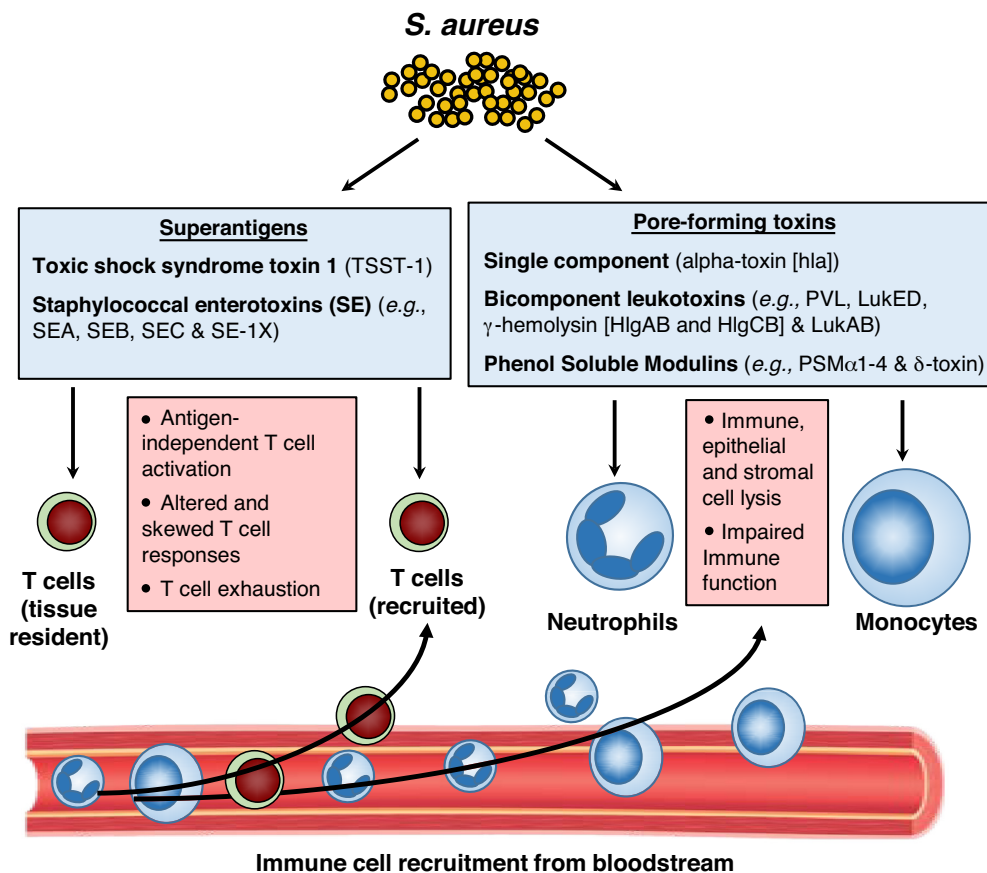 S. aureus
Superantigens
Toxic shock syndrome toxin 1 (TSST-1)
Staphylococcal enterotoxins (SE) (e.g.,
SEA, SEB, SEC & SE-1X)
Pore-forming toxins
Single component (alpha-toxin [hla])
Bicomponent leukotoxins (e.g., PVL, LukED,
γ-hemolysin [HlgAB and HlgCB] & LukAB)
Phenol Soluble Modulins (e.g., PSMα1-4 & δ-toxin)
• Antigen-
independent T cell
activation
• Altered and
skewed T cell
responses
• T cell exhaustion
T cells
(tissue
resident)
T cells
(recruited)
• Immune,
epithelial
and stromal
cell lysis
• Impaired
Immune
function
Neutrophils
Monocytes
Immune cell recruitment from bloodstream